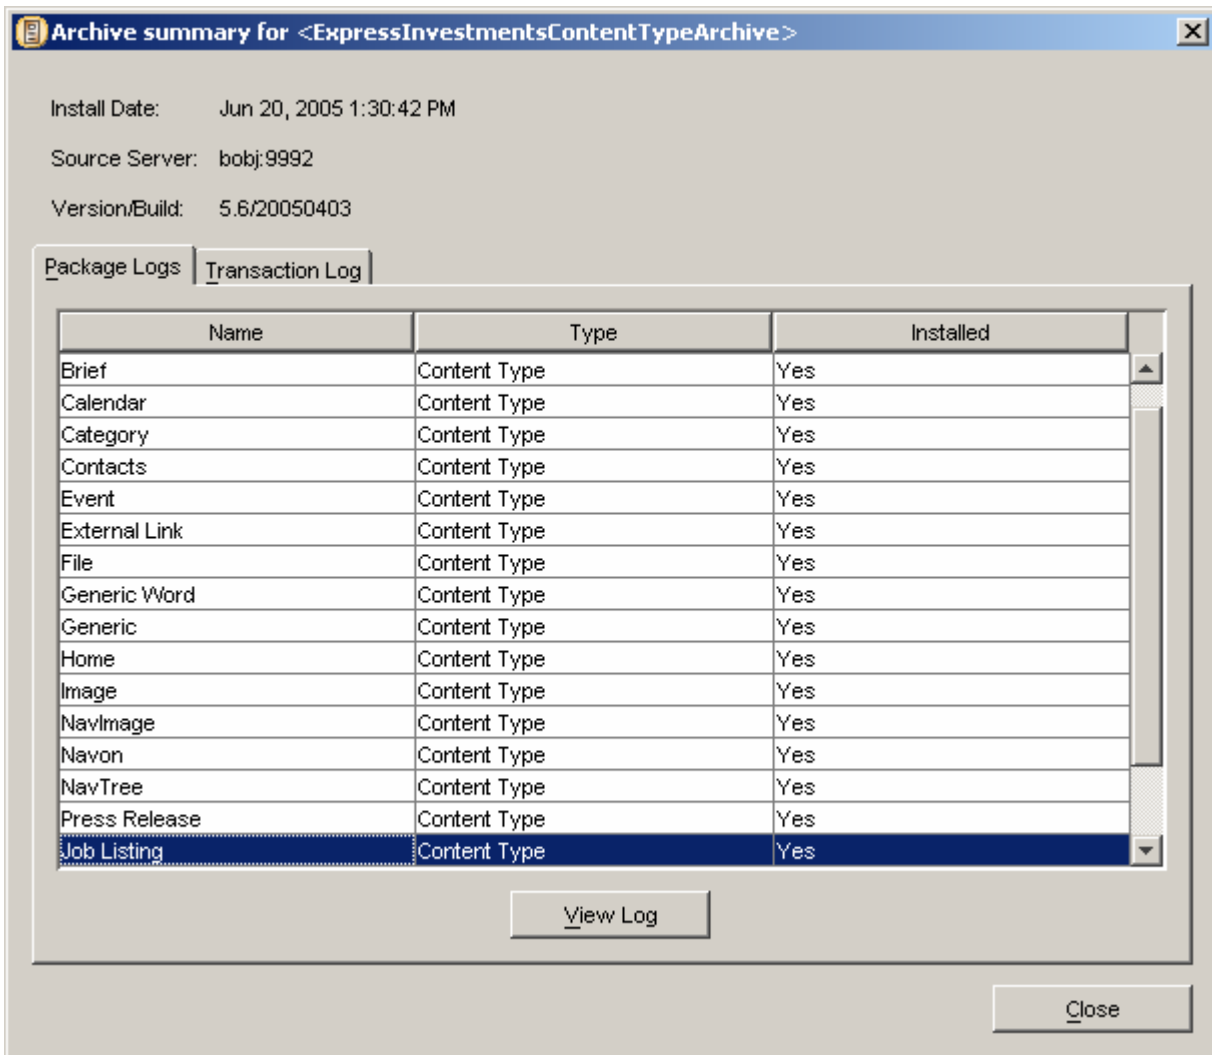 Archive summary for <ExpressInvestmentsContentTypeArchive>
Install Date: Jun 20, 2005 1:30:42 PM
Source Server: bobj:9992
Version/Build: 5.6/20050403
Package Logs Transaction Log
Name Type Installed
Brief Content Type Yes
Calendar Content Type Yes
Category Content Type Yes
Contacts Content Type Yes
Event Content Type Yes
External Link Content Type Yes
File Content Type Yes
Generic Word Content Type Yes
Generic Content Type Yes
Home Content Type Yes
Image Content Type Yes
NavImage Content Type Yes
Navon Content Type Yes
NavTree Content Type Yes
Press Release Content Type Yes
Job Listing Content Type Yes
View Log
Close